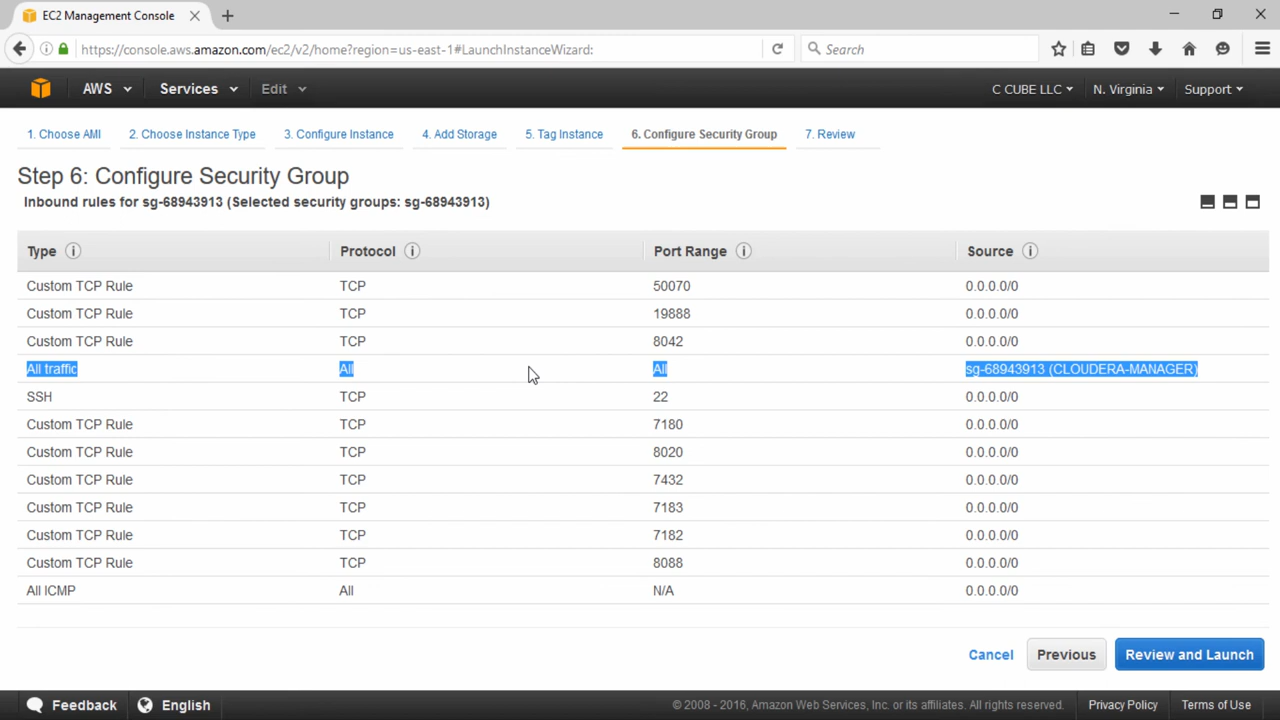 EC2 Management Console
https://console.aws.amazon.com/ec2/v2/home?region=us-east-1#LaunchInstanceWizard:
Search
AWS Services Edit C CUBE LLC N. Virginia Support
1. Choose AMI 2. Choose Instance Type 3. Configure Instance 4. Add Storage 5. Tag Instance 6. Configure Security Group 7. Review
Step 6: Configure Security Group
Inbound rules for sg-68943913 (Selected security groups: sg-68943913)
Type Protocol Port Range Source
Custom TCP Rule TCP 50070 0.0.0.0/0
Custom TCP Rule TCP 19888 0.0.0.0/0
Custom TCP Rule TCP 8042 0.0.0.0/0
All traffic All All sg-68943913 (CLOUDERA-MANAGER)
SSH TCP 22 0.0.0.0/0
Custom TCP Rule TCP 7180 0.0.0.0/0
Custom TCP Rule TCP 8020 0.0.0.0/0
Custom TCP Rule TCP 7432 0.0.0.0/0
Custom TCP Rule TCP 7183 0.0.0.0/0
Custom TCP Rule TCP 7182 0.0.0.0/0
Custom TCP Rule TCP 8088 0.0.0.0/0
All ICMP All N/A 0.0.0.0/0
Cancel Previous Review and Launch
Feedback English © 2008 - 2016, Amazon Web Services, Inc. or its affiliates. All rights reserved. Privacy Policy Terms of Use